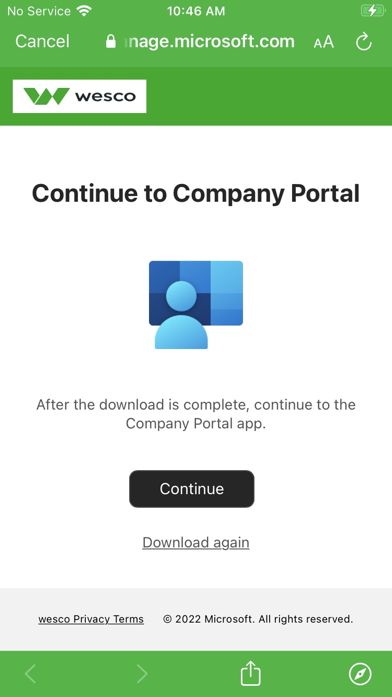 No Service 10:46 AM
Cancel nage.microsoft.com AA
wesco
Continue to Company Portal
After the download is complete, continue to the
Company Portal app.
Continue
Download again
wesco Privacy Terms © 2022 Microsoft. All rights reserved.